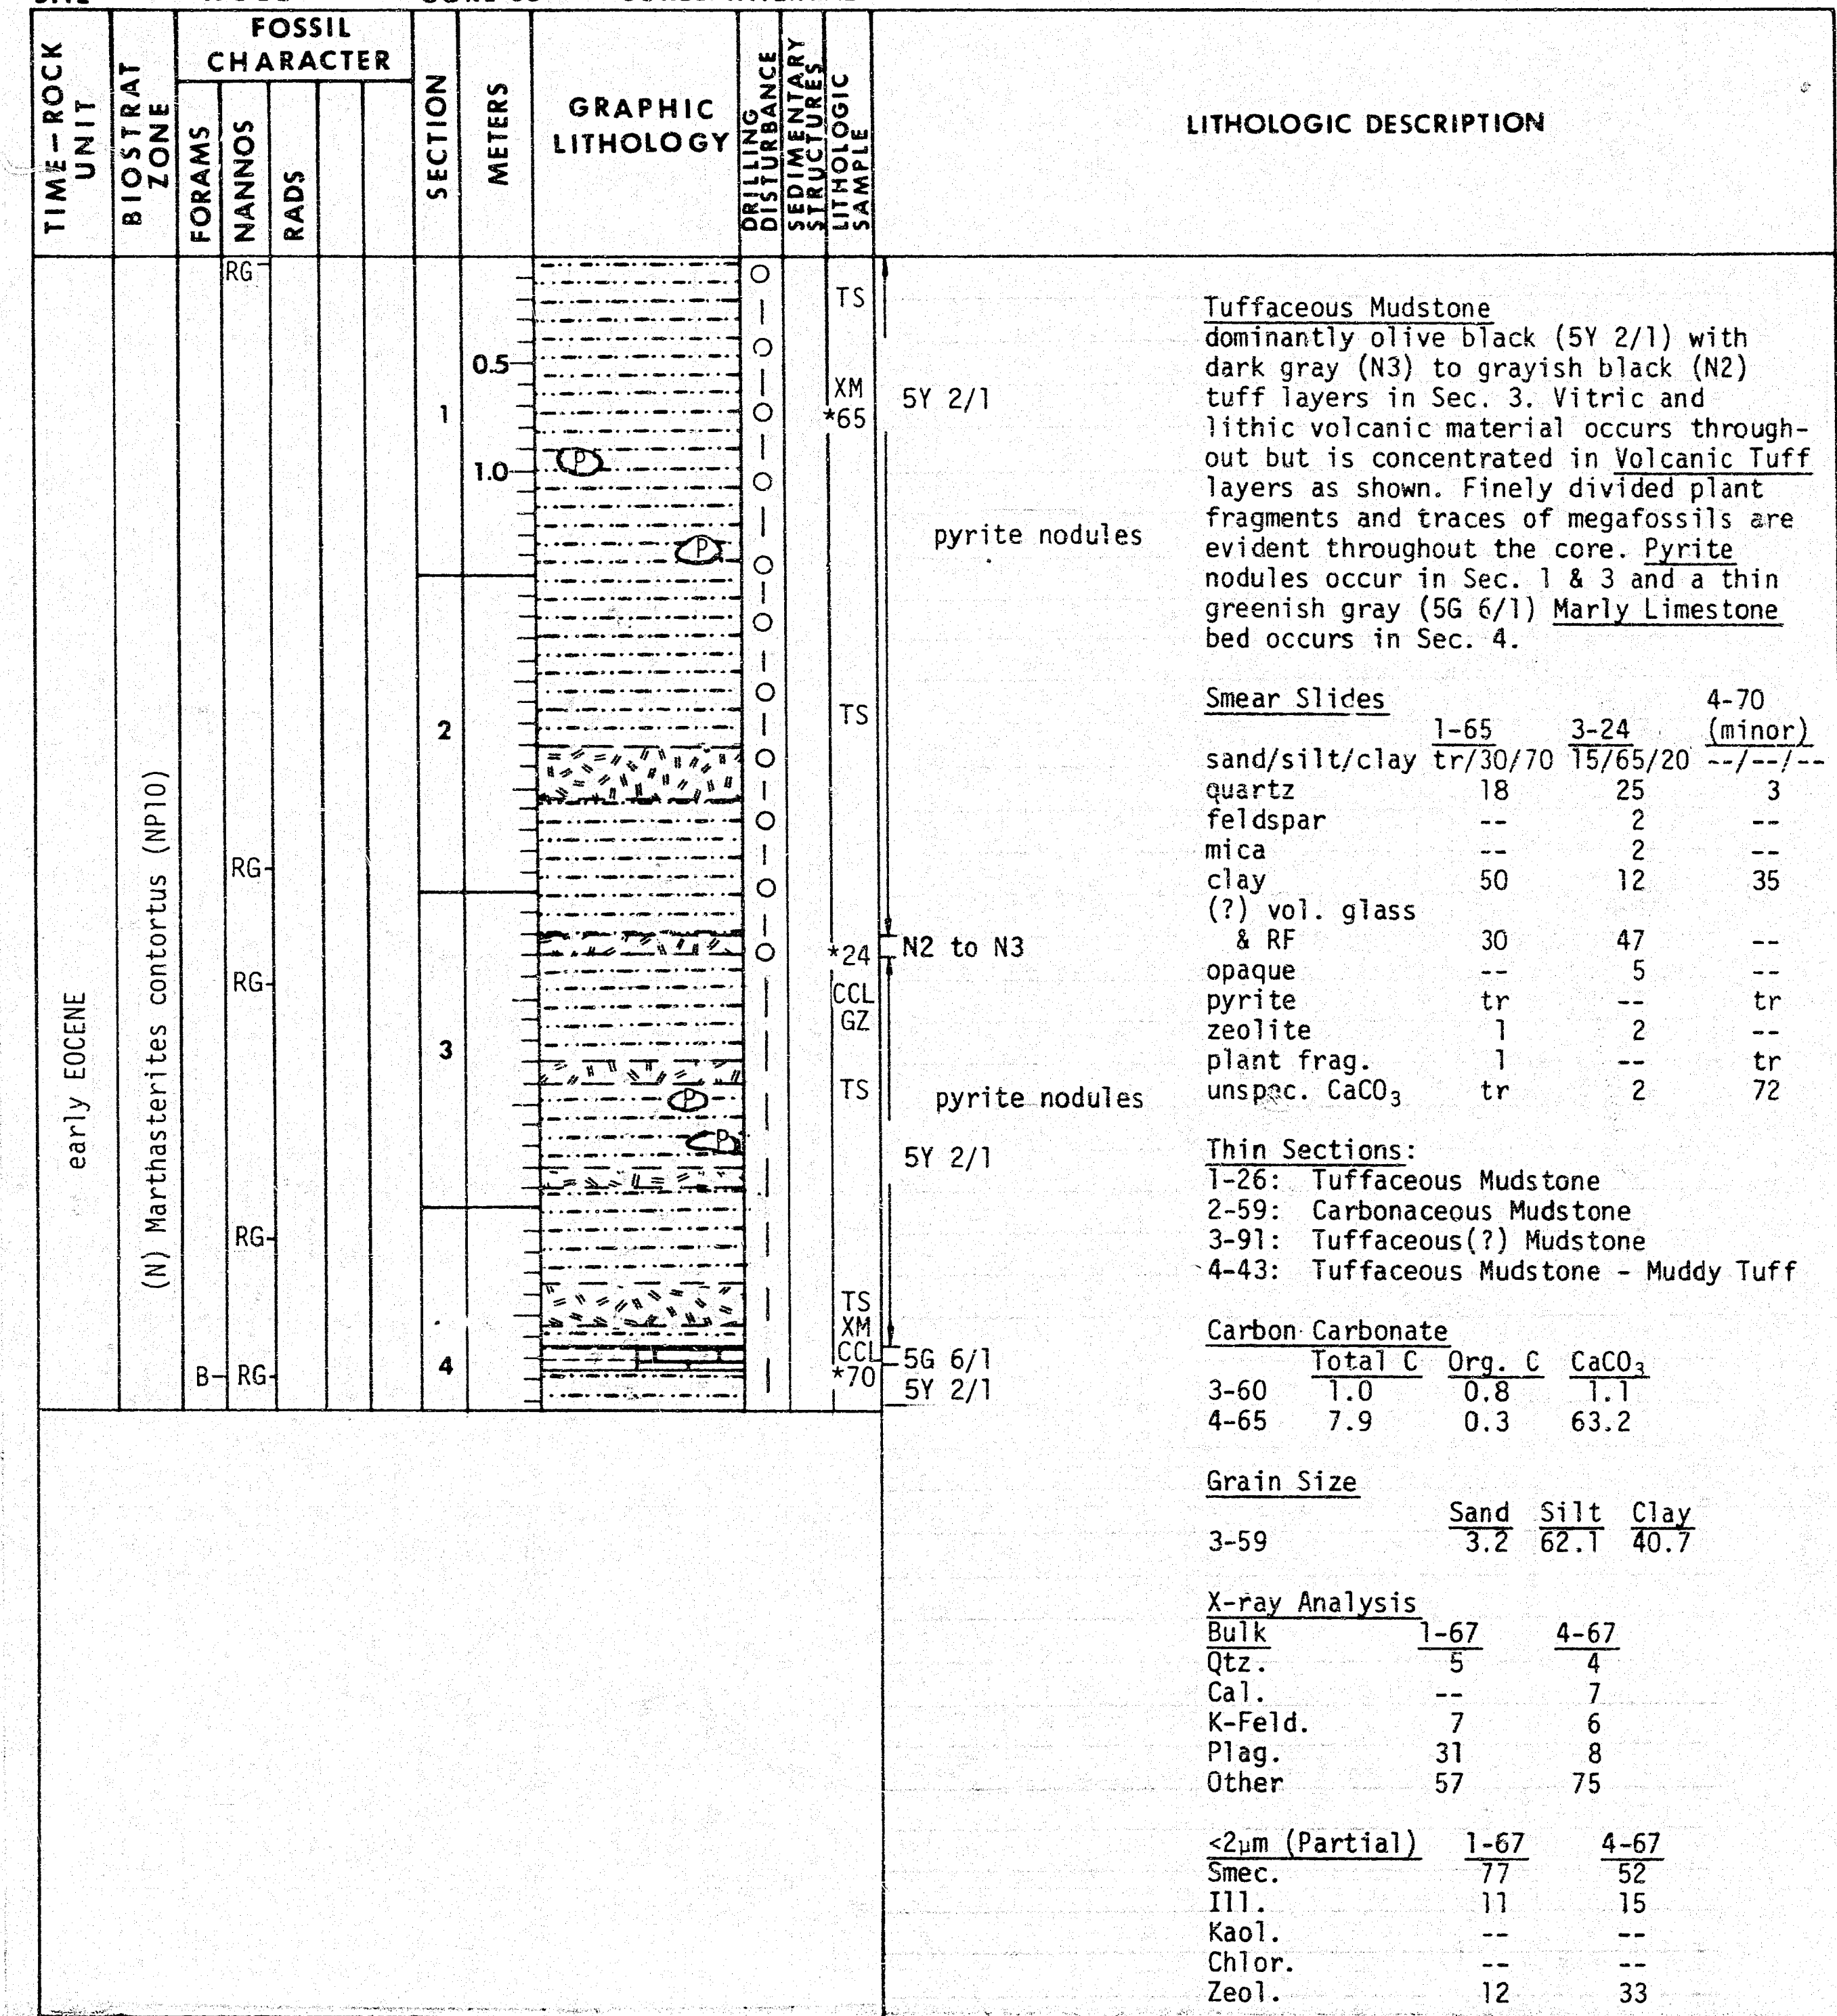 FOSSIL CHARACTER
TIME-ROCK UNIT
BIOSTRAT ZONE
FORAMS
NANNOS
RADS
SECTION
METERS
GRAPHIC LITHOLOGY
DRILLING DISTURBANCE
SEDIMENTARY STRUCTURES
LITHOLOGIC SAMPLE
LITHOLOGIC DESCRIPTION
early EOCENE
(N) Marthasterites contortus (NP10)
RG
RG
RG
RG
B RG
1
2
3
4
0.5
1.0
P
P
P
P
TS
XM
*65
TS
*24
CCL
GZ
TS
TS
XM
CCL
*70
5Y 2/1
pyrite nodules
N2 to N3
pyrite nodules
5Y 2/1
5G 6/1
5Y 2/1
Tuffaceous Mudstone
dominantly olive black (5Y 2/1) with
dark gray (N3) to grayish black (N2)
tuff layers in Sec. 3. Vitric and
lithic volcanic material occurs through-
out but is concentrated in Volcanic Tuff
layers as shown. Finely divided plant
fragments and traces of megafossils are
evident throughout the core. Pyrite
nodules occur in Sec. 1 & 3 and a thin
greenish gray (5G 6/1) Marly Limestone
bed occurs in Sec. 4.
Smear Slides 4-70
1-65 3-24 (minor)
sand/silt/clay tr/30/70 15/65/20 --/--/--
quartz 18 25 3
feldspar -- 2 --
mica -- 2 --
clay 50 12 35
(?) vol. glass
& RF 30 47 --
opaque -- 5 --
pyrite tr -- tr
zeolite 1 2 --
plant frag. 1 -- tr
unspec. CaCO₃ tr 2 72
Thin Sections:
1-26: Tuffaceous Mudstone
2-59: Carbonaceous Mudstone
3-91: Tuffaceous(?) Mudstone
4-43: Tuffaceous Mudstone - Muddy Tuff
Carbon Carbonate
Total C Org. C CaCO₃
3-60 1.0 0.8 1.1
4-65 7.9 0.3 63.2
Grain Size
Sand Silt Clay
3-59 3.2 62.1 40.7
X-ray Analysis
Bulk 1-67 4-67
Qtz. 5 4
Cal. -- 7
K-Feld. 7 6
Plag. 31 8
Other 57 75
<2µm (Partial) 1-67 4-67
Smec. 77 52
Ill. 11 15
Kaol. -- --
Chlor. -- --
Zeol. 12 33